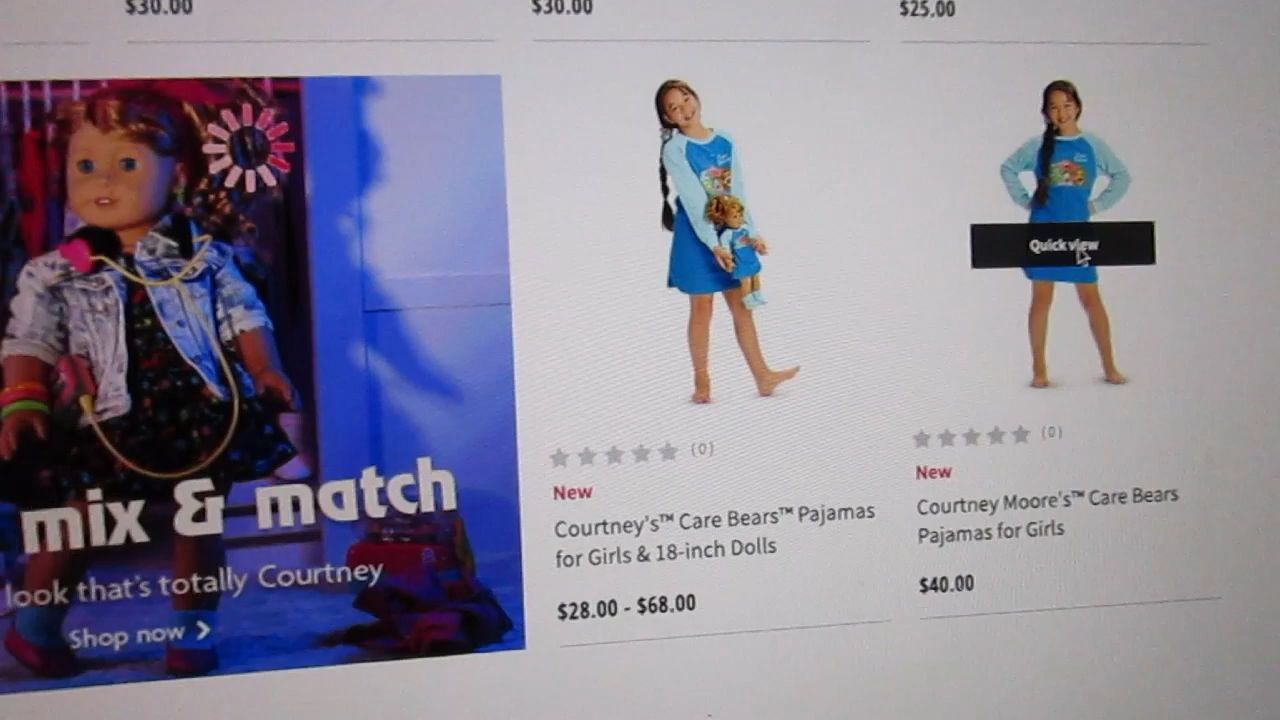 $30.00
$30.00
$25.00
mix & match
look that's totally Courtney
Shop now
(0)
New
Courtney's™ Care Bears™ Pajamas
for Girls & 18-inch Dolls
$28.00 - $68.00
Quick view
(0)
New
Courtney Moore's™ Care Bears
Pajamas for Girls
$40.00